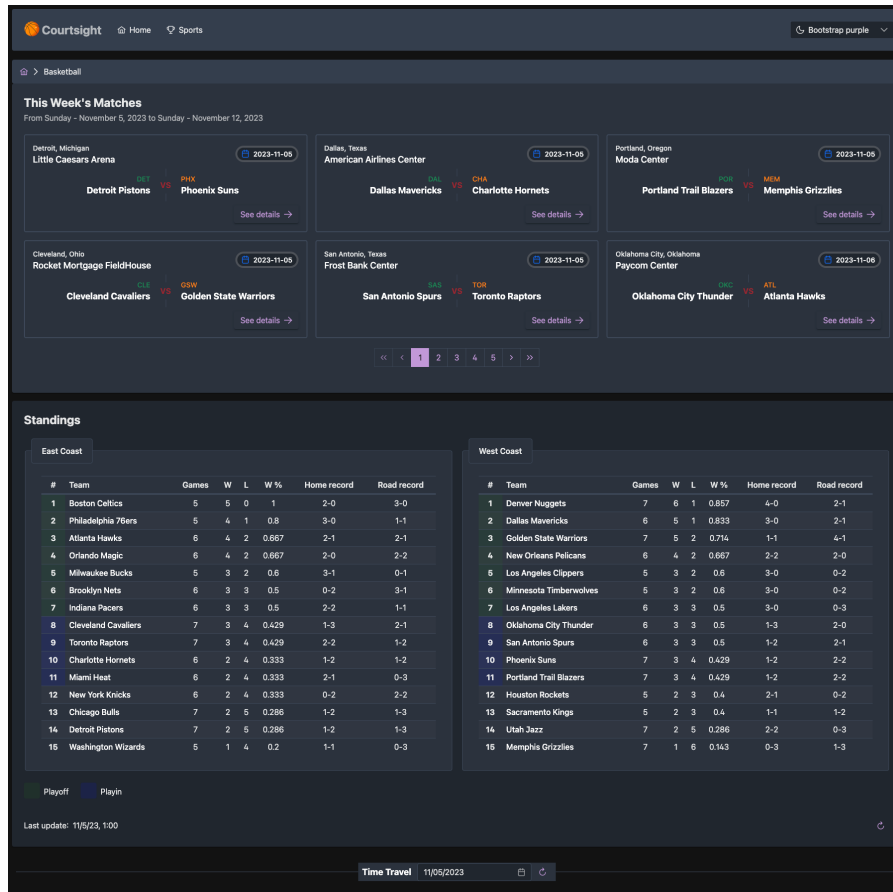 Courtsight Home Sports Bootstrap purple
Basketball
This Week's Matches
From Sunday - November 5, 2023 to Sunday - November 12, 2023
Detroit, Michigan
Little Caesars Arena
2023-11-05
DET VS PHX
Detroit Pistons Phoenix Suns
See details
Dallas, Texas
American Airlines Center
2023-11-05
DAL VS CHA
Dallas Mavericks Charlotte Hornets
See details
Portland, Oregon
Moda Center
2023-11-05
POR VS MEM
Portland Trail Blazers Memphis Grizzlies
See details
Cleveland, Ohio
Rocket Mortgage FieldHouse
2023-11-05
CLE VS GSW
Cleveland Cavaliers Golden State Warriors
See details
San Antonio, Texas
Frost Bank Center
2023-11-05
SAS VS TOR
San Antonio Spurs Toronto Raptors
See details
Oklahoma City, Oklahoma
Paycom Center
2023-11-06
OKC VS ATL
Oklahoma City Thunder Atlanta Hawks
See details
« ‹ 1 2 3 4 5 › »
Standings
East Coast
# Team Games W L W % Home record Road record
1 Boston Celtics 5 5 0 1 2-0 3-0
2 Philadelphia 76ers 5 4 1 0.8 3-0 1-1
3 Atlanta Hawks 6 4 2 0.667 2-1 2-1
4 Orlando Magic 6 4 2 0.667 2-0 2-2
5 Milwaukee Bucks 5 3 2 0.6 3-1 0-1
6 Brooklyn Nets 6 3 3 0.5 0-2 3-1
7 Indiana Pacers 6 3 3 0.5 2-2 1-1
8 Cleveland Cavaliers 7 3 4 0.429 1-3 2-1
9 Toronto Raptors 7 3 4 0.429 2-2 1-2
10 Charlotte Hornets 6 2 4 0.333 1-2 1-2
11 Miami Heat 6 2 4 0.333 2-1 0-3
12 New York Knicks 6 2 4 0.333 0-2 2-2
13 Chicago Bulls 7 2 5 0.286 1-2 1-3
14 Detroit Pistons 7 2 5 0.286 1-2 1-3
15 Washington Wizards 5 1 4 0.2 1-1 0-3
West Coast
# Team Games W L W % Home record Road record
1 Denver Nuggets 7 6 1 0.857 4-0 2-1
2 Dallas Mavericks 6 5 1 0.833 3-0 2-1
3 Golden State Warriors 7 5 2 0.714 1-1 4-1
4 New Orleans Pelicans 6 4 2 0.667 2-2 2-0
5 Los Angeles Clippers 5 3 2 0.6 3-0 0-2
6 Minnesota Timberwolves 5 3 2 0.6 3-0 0-2
7 Los Angeles Lakers 6 3 3 0.5 3-0 0-3
8 Oklahoma City Thunder 6 3 3 0.5 1-3 2-0
9 San Antonio Spurs 6 3 3 0.5 1-2 2-1
10 Phoenix Suns 7 3 4 0.429 1-2 2-2
11 Portland Trail Blazers 7 3 4 0.429 1-2 2-2
12 Houston Rockets 5 2 3 0.4 2-1 0-2
13 Sacramento Kings 5 2 3 0.4 1-1 1-2
14 Utah Jazz 7 2 5 0.286 2-2 0-3
15 Memphis Grizzlies 7 1 6 0.143 0-3 1-3
Playoff Playin
Last update: 11/5/23, 1:00
Time Travel 11/05/2023